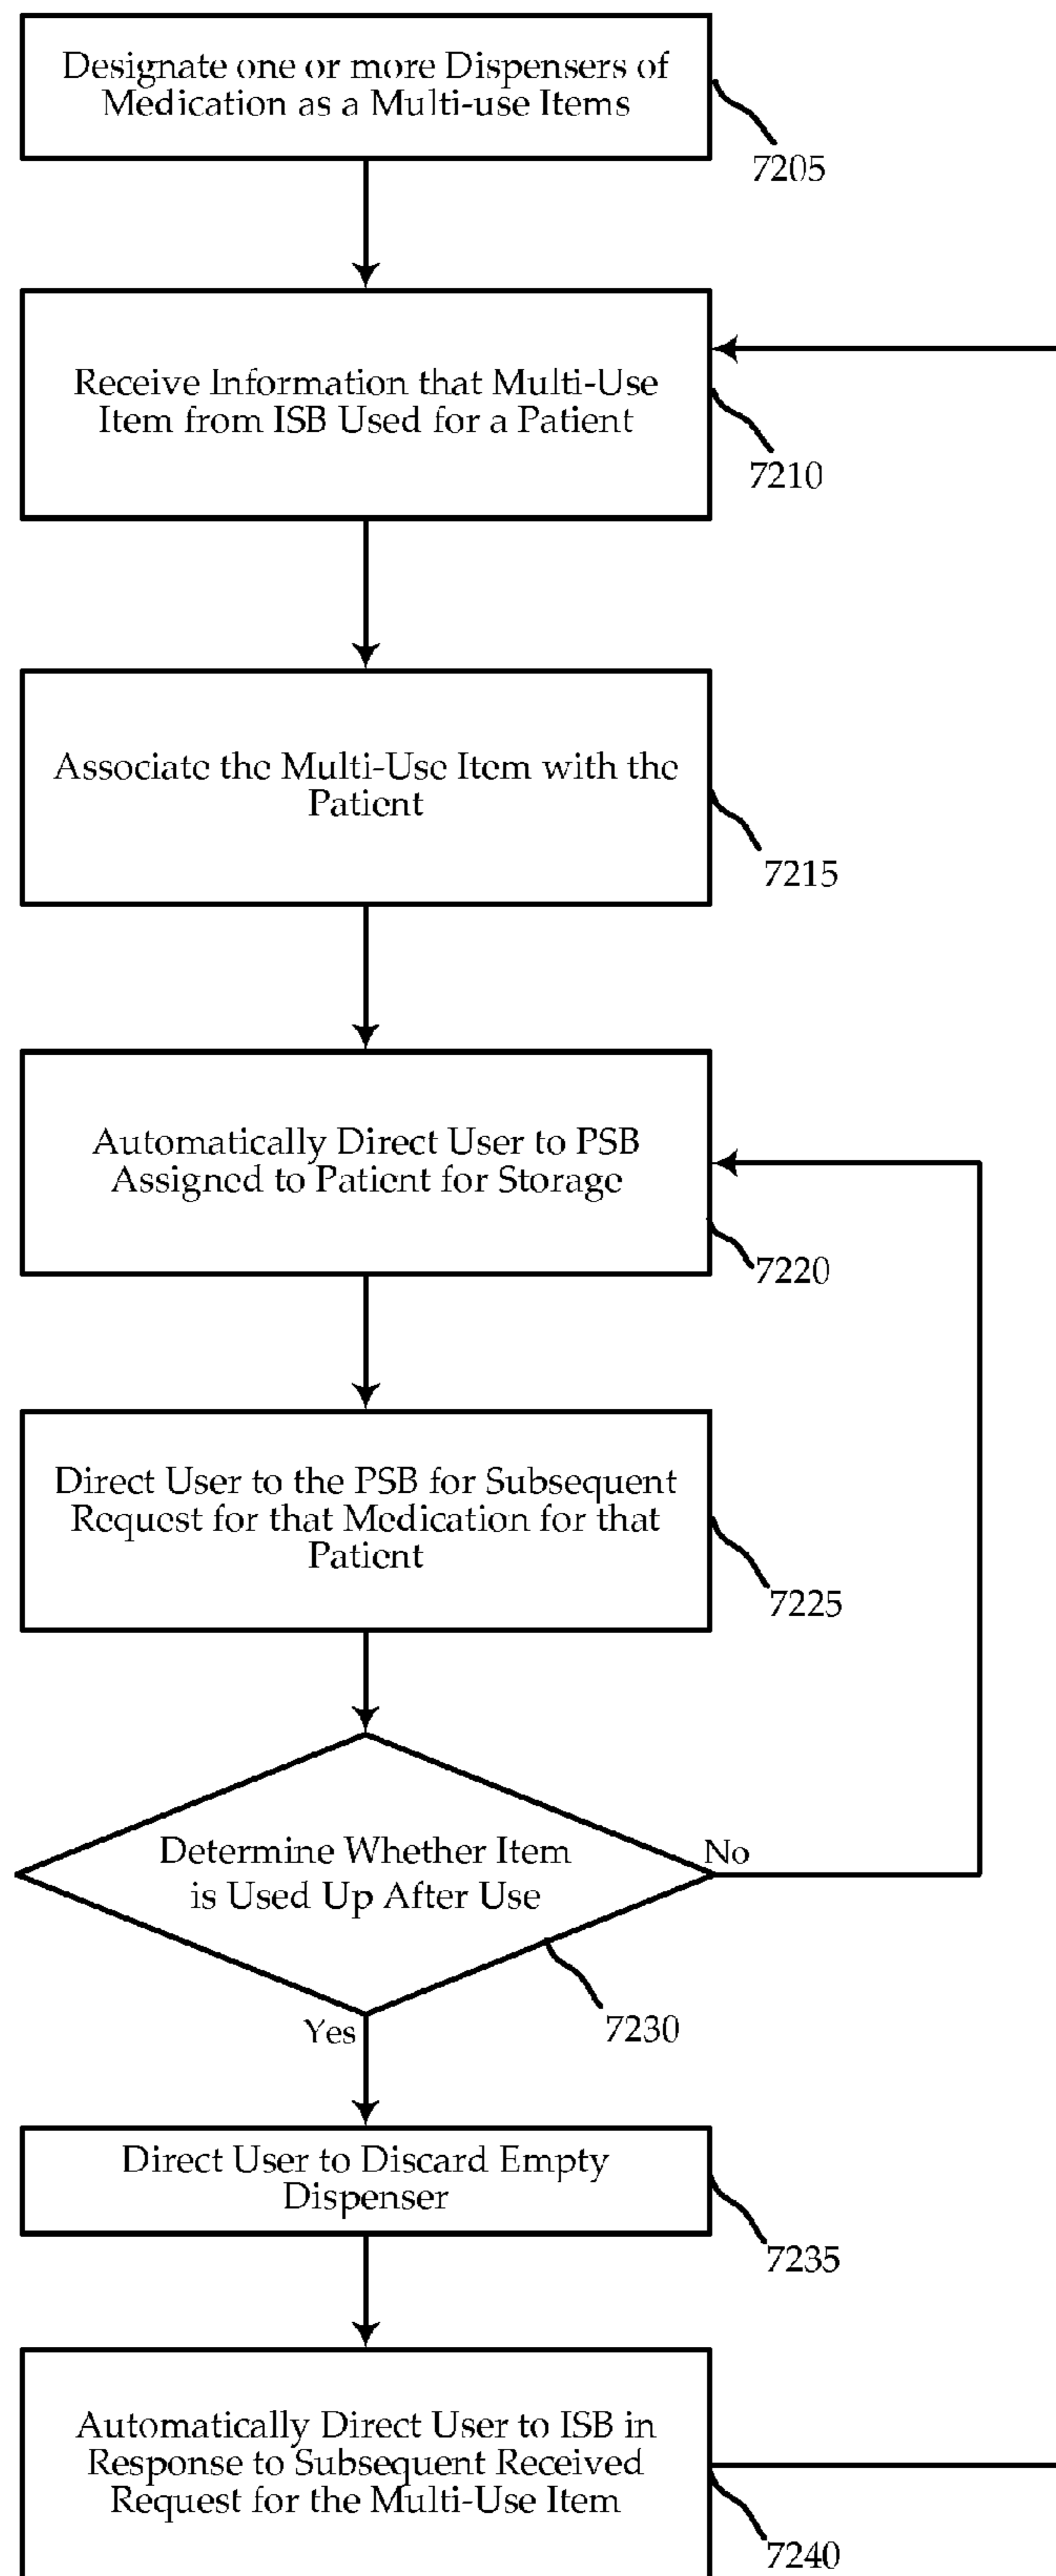 Designate one or more Dispensers of
Medication as a Multi-use Items
7205
Receive Information that Multi-Use
Item from ISB Used for a Patient
7210
Associate the Multi-Use Item with the
Patient
7215
Automatically Direct User to PSB
Assigned to Patient for Storage
7220
Direct User to the PSB for Subsequent
Request for that Medication for that
Patient
7225
Determine Whether Item
is Used Up After Use
No
Yes
7230
Direct User to Discard Empty
Dispenser
7235
Automatically Direct User to ISB in
Response to Subsequent Received
Request for the Multi-Use Item
7240